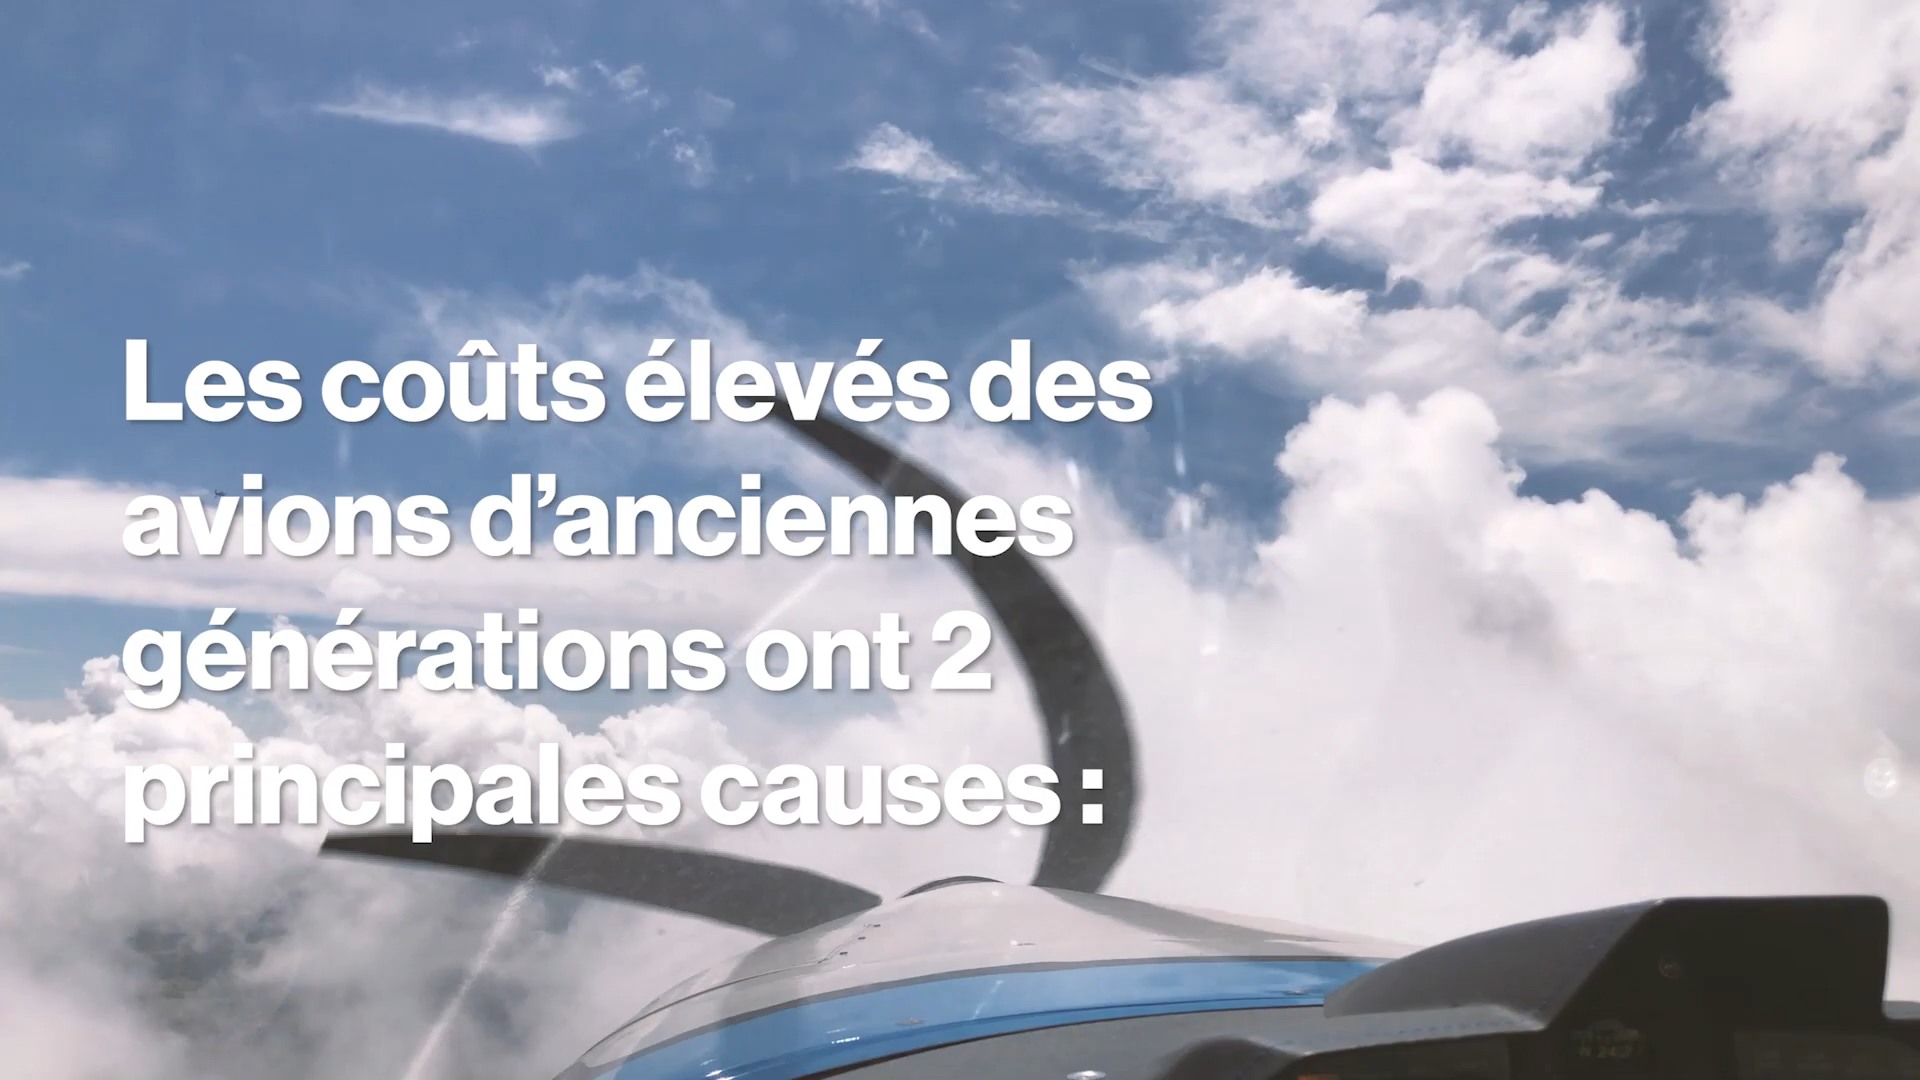 Les coûts élevés des
avions d’anciennes
générations ont 2
principales causes :